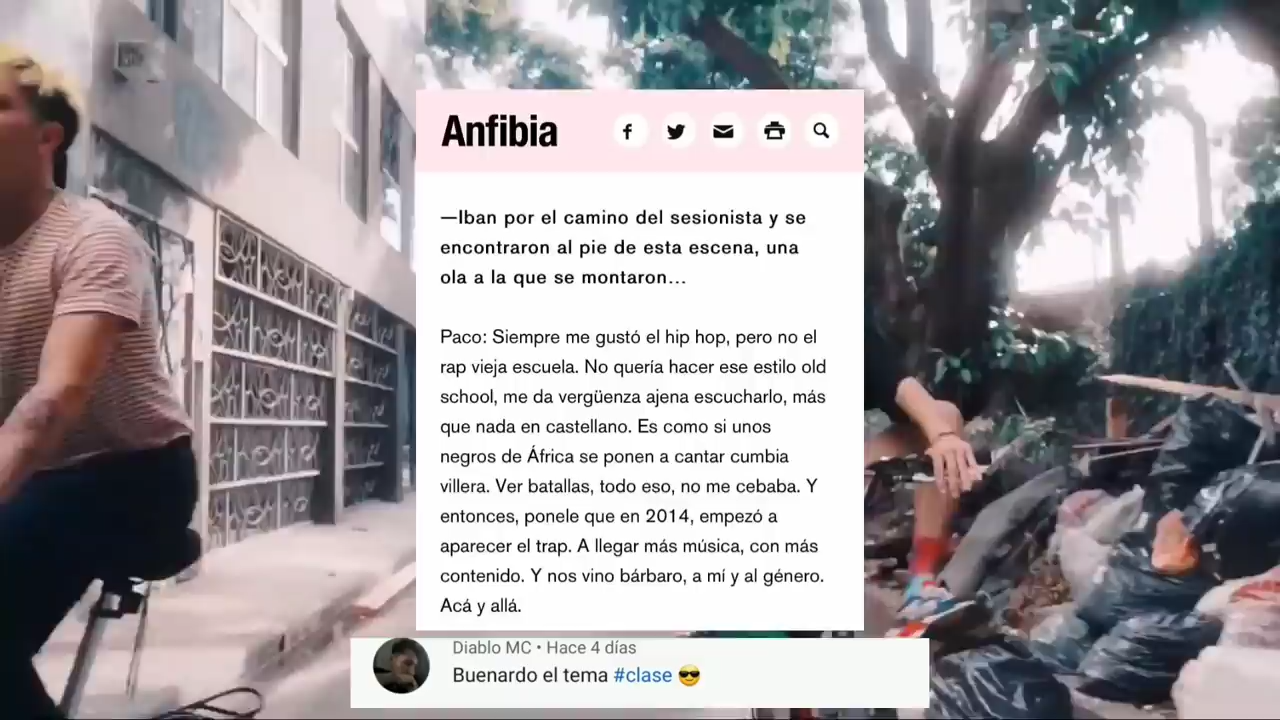 Anfibia
—Iban por el camino del sesionista y se
encontraron al pie de esta escena, una
ola a la que se montaron...
Paco: Siempre me gustó el hip hop, pero no el
rap vieja escuela. No quería hacer ese estilo old
school, me da vergüenza ajena escucharlo, más
que nada en castellano. Es como si unos
negros de África se ponen a cantar cumbia
villera. Ver batallas, todo eso, no me cebaba. Y
entonces, ponele que en 2014, empezó a
aparecer el trap. A llegar más música, con más
contenido. Y nos vino bárbaro, a mí y al género.
Acá y allá.
Diablo MC • Hace 4 días
Buenardo el tema #clase 😎